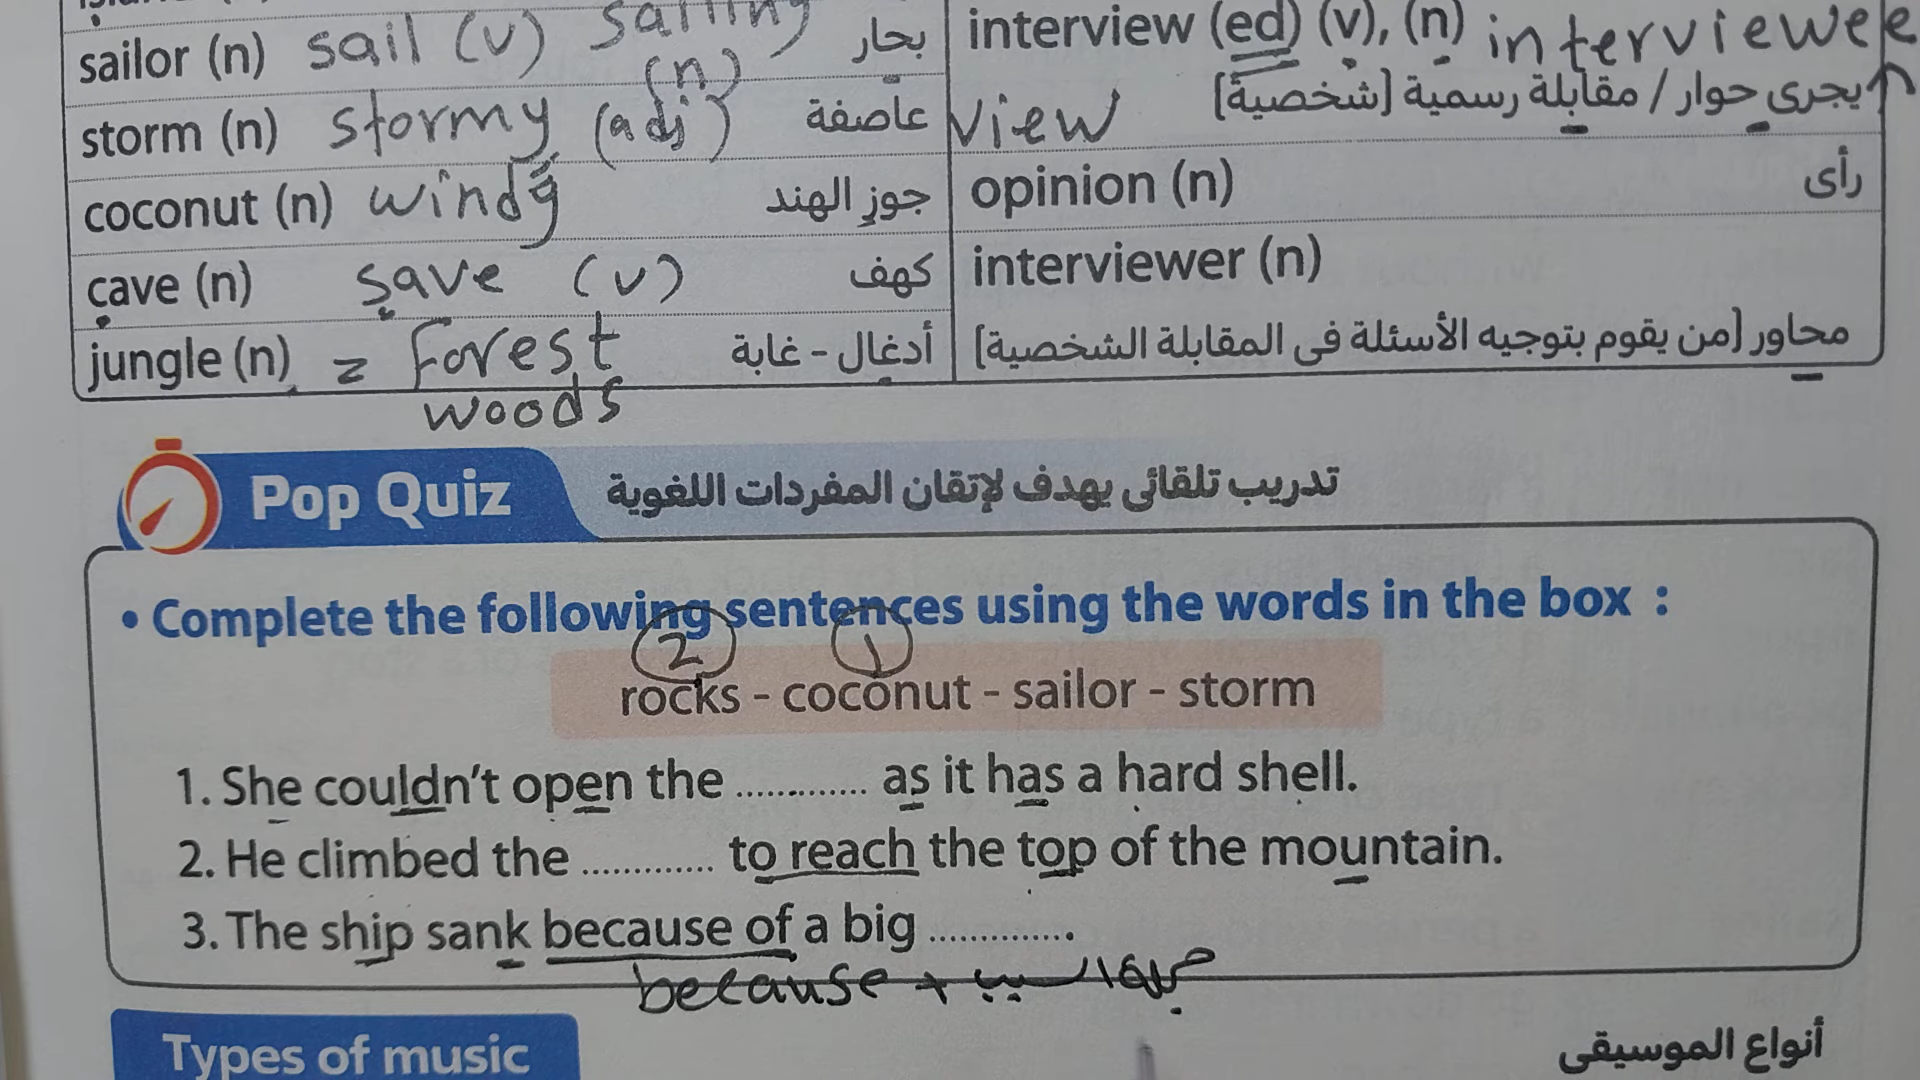 sailor (n) sail (v) sailing (n) بحار
storm (n) stormy (adj) عاصفة
coconut (n) windy جوز الهند
cave (n) save (v) كهف
jungle (n) = Forest أدغال - غابة
woods
interview (ed) (v), (n) interviewee
view يجرى حوار / مقابلة رسمية [شخصية]
opinion (n) رأى
interviewer (n)
محاور [من يقوم بتوجيه الأسئلة فى المقابلة الشخصية]
Pop Quiz تدريب تلقائى يهدف لإتقان المفردات اللغوية
• Complete the following sentences using the words in the box :
2 1
rocks - coconut - sailor - storm
1. She couldn't open the ............. as it has a hard shell.
2. He climbed the ............. to reach the top of the mountain.
3. The ship sank because of a big ..............
because +
Types of music أنواع الموسيقى